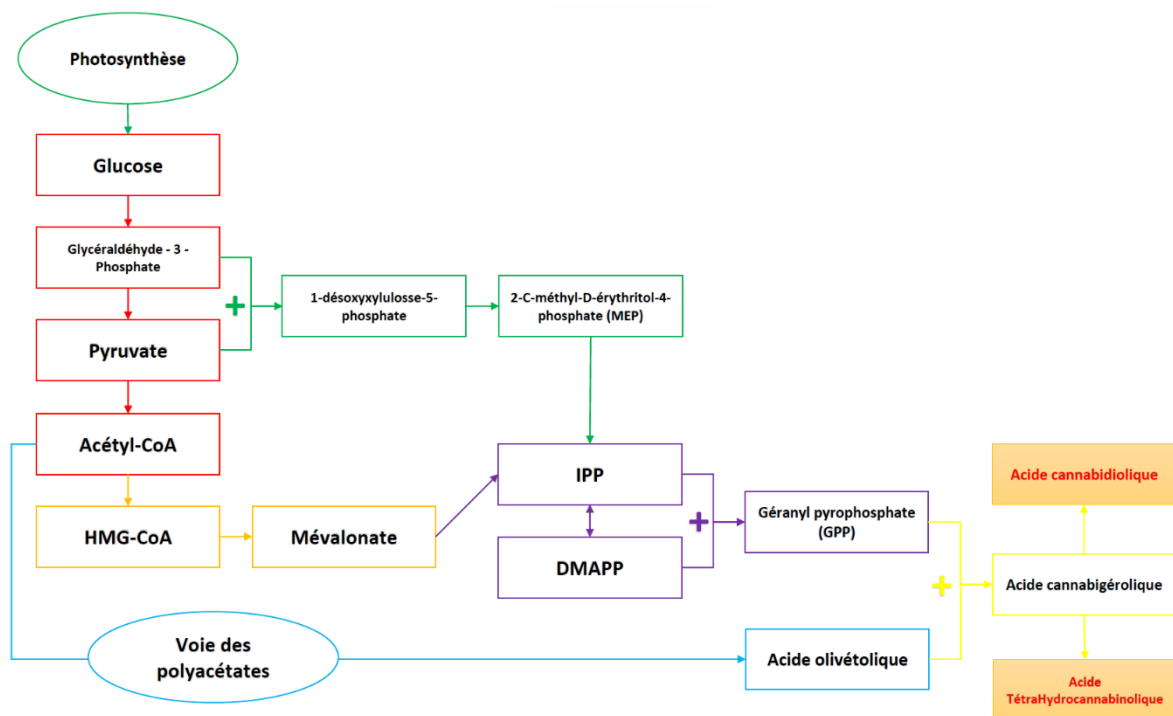 Photosynthèse
Glucose
Glycéraldéhyde - 3 -
Phosphate
+
1-désoxyxylulosse-5-
phosphate
2-C-méthyl-D-érythritol-4-
phosphate (MEP)
Pyruvate
Acétyl-CoA
HMG-CoA
Mévalonate
IPP
DMAPP
+
Géranyl pyrophosphate
(GPP)
+
Acide cannabidiolique
Acide cannabigérolique
Acide
TétraHydrocannabinolique
Voie des
polyacétates
Acide olivétolique